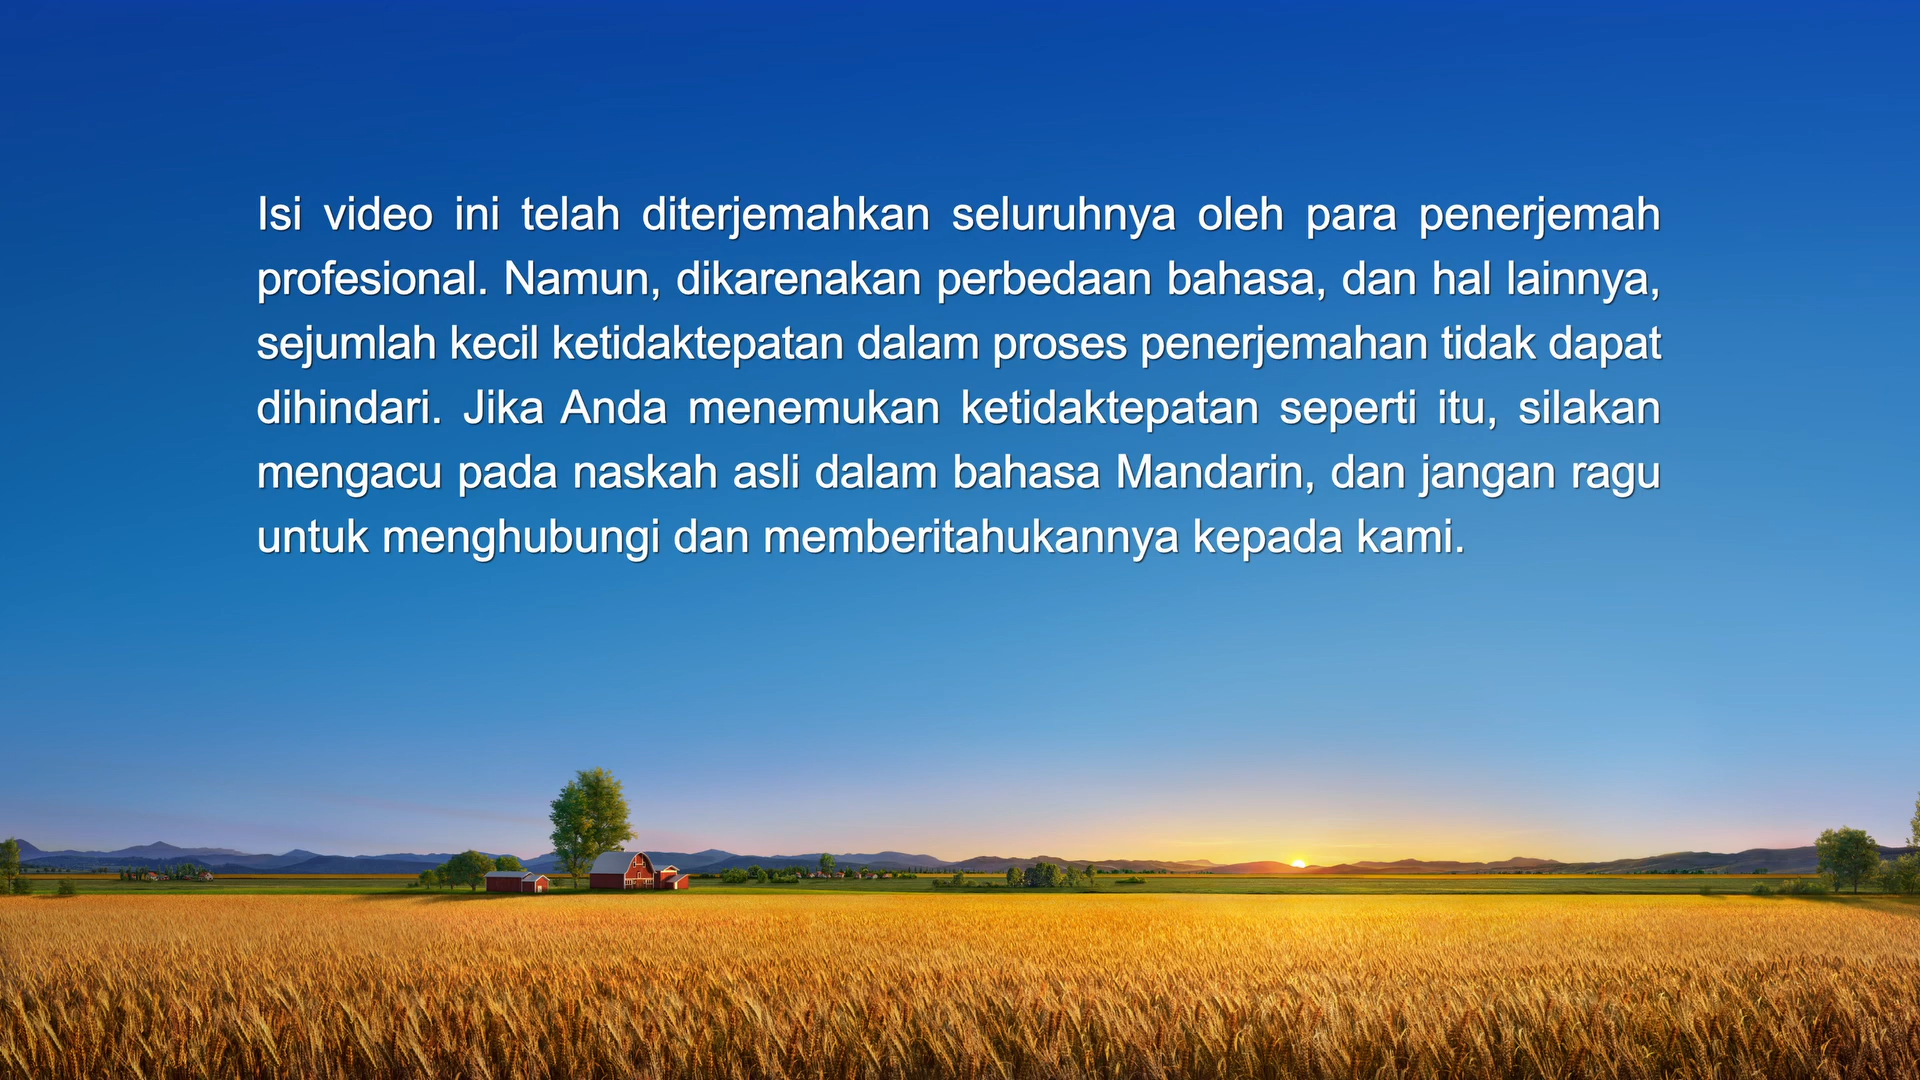 Isi video ini telah diterjemahkan seluruhnya oleh para penerjemah
profesional. Namun, dikarenakan perbedaan bahasa, dan hal lainnya,
sejumlah kecil ketidaktepatan dalam proses penerjemahan tidak dapat
dihindari. Jika Anda menemukan ketidaktepatan seperti itu, silakan
mengacu pada naskah asli dalam bahasa Mandarin, dan jangan ragu
untuk menghubungi dan memberitahukannya kepada kami.